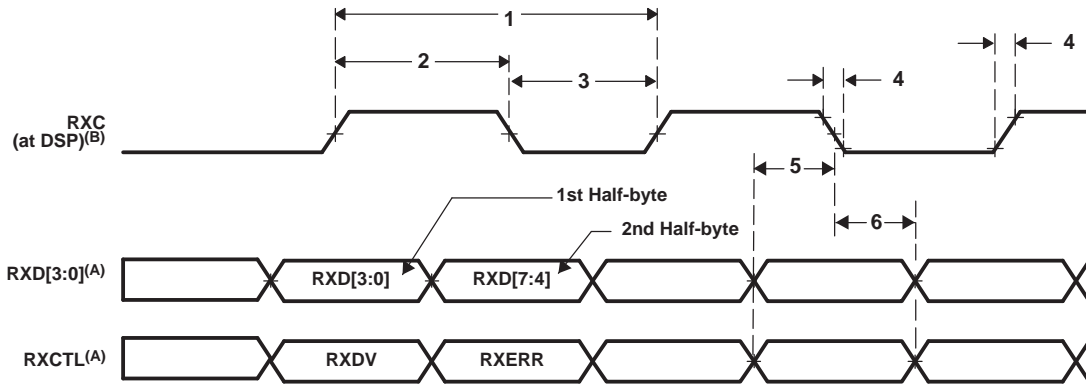 1
4
2
4
3
RXC
(at DSP)(B)
5
1st Half-byte
6
2nd Half-byte
RXD[3:0](A)
RXD[3:0]
RXD[7:4]
RXCTL(A)
RXDV
RXERR